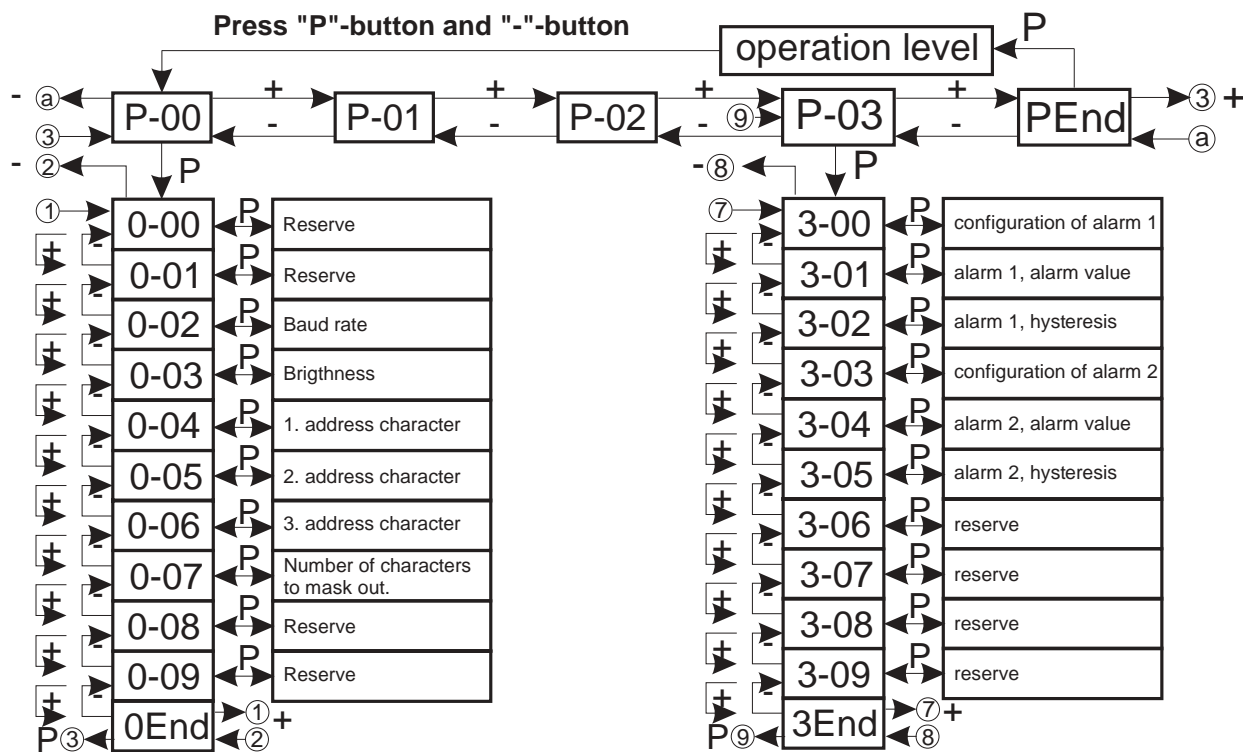 Press "P"-button and "-"-button
operation level
P
- a
+
+
+
+
3 +
P-00
P-01
P-02
P-03
PEnd
3
-
-
-
9
-
a
- 2
P
- 8
P
1
0-00
P
Reserve
+
-
0-01
P
Reserve
+
-
0-02
P
Baud rate
+
-
0-03
P
Brigthness
+
-
0-04
P
1. address character
+
-
0-05
P
2. address character
+
-
0-06
P
3. address character
+
-
0-07
P
Number of characters
to mask out.
+
-
0-08
P
Reserve
+
-
0-09
P
Reserve
+
-
0End
1 +
P 3
2
7
3-00
P
configuration of alarm 1
+
-
3-01
P
alarm 1, alarm value
+
-
3-02
P
alarm 1, hysteresis
+
-
3-03
P
configuration of alarm 2
+
-
3-04
P
alarm 2, alarm value
+
-
3-05
P
alarm 2, hysteresis
+
-
3-06
P
reserve
+
-
3-07
P
reserve
+
-
3-08
P
reserve
+
-
3-09
P
reserve
+
-
3End
7 +
P 9
8